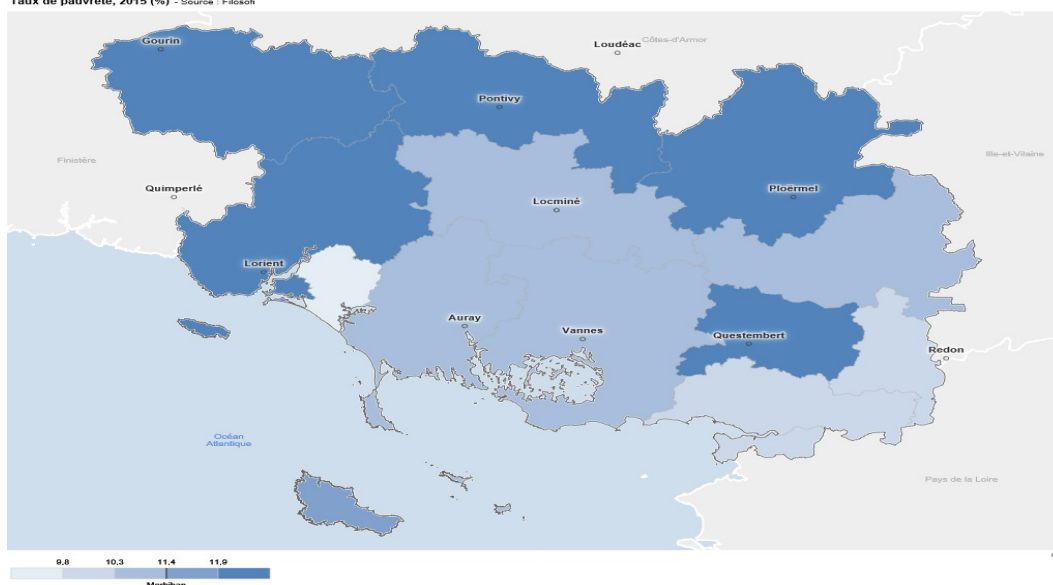 Taux de pauvreté, 2015 (%) - Source : Filosofi
Gourin
Loudéac
Côtes-d'Armor
Pontivy
Finistère
Ille-et-Vilaine
Quimperlé
Ploërmel
Locminé
Lorient
Auray
Vannes
Questembert
Redon
Océan
Atlantique
Pays de la Loire
9,8 10,3 11,4 11,9
Morbihan